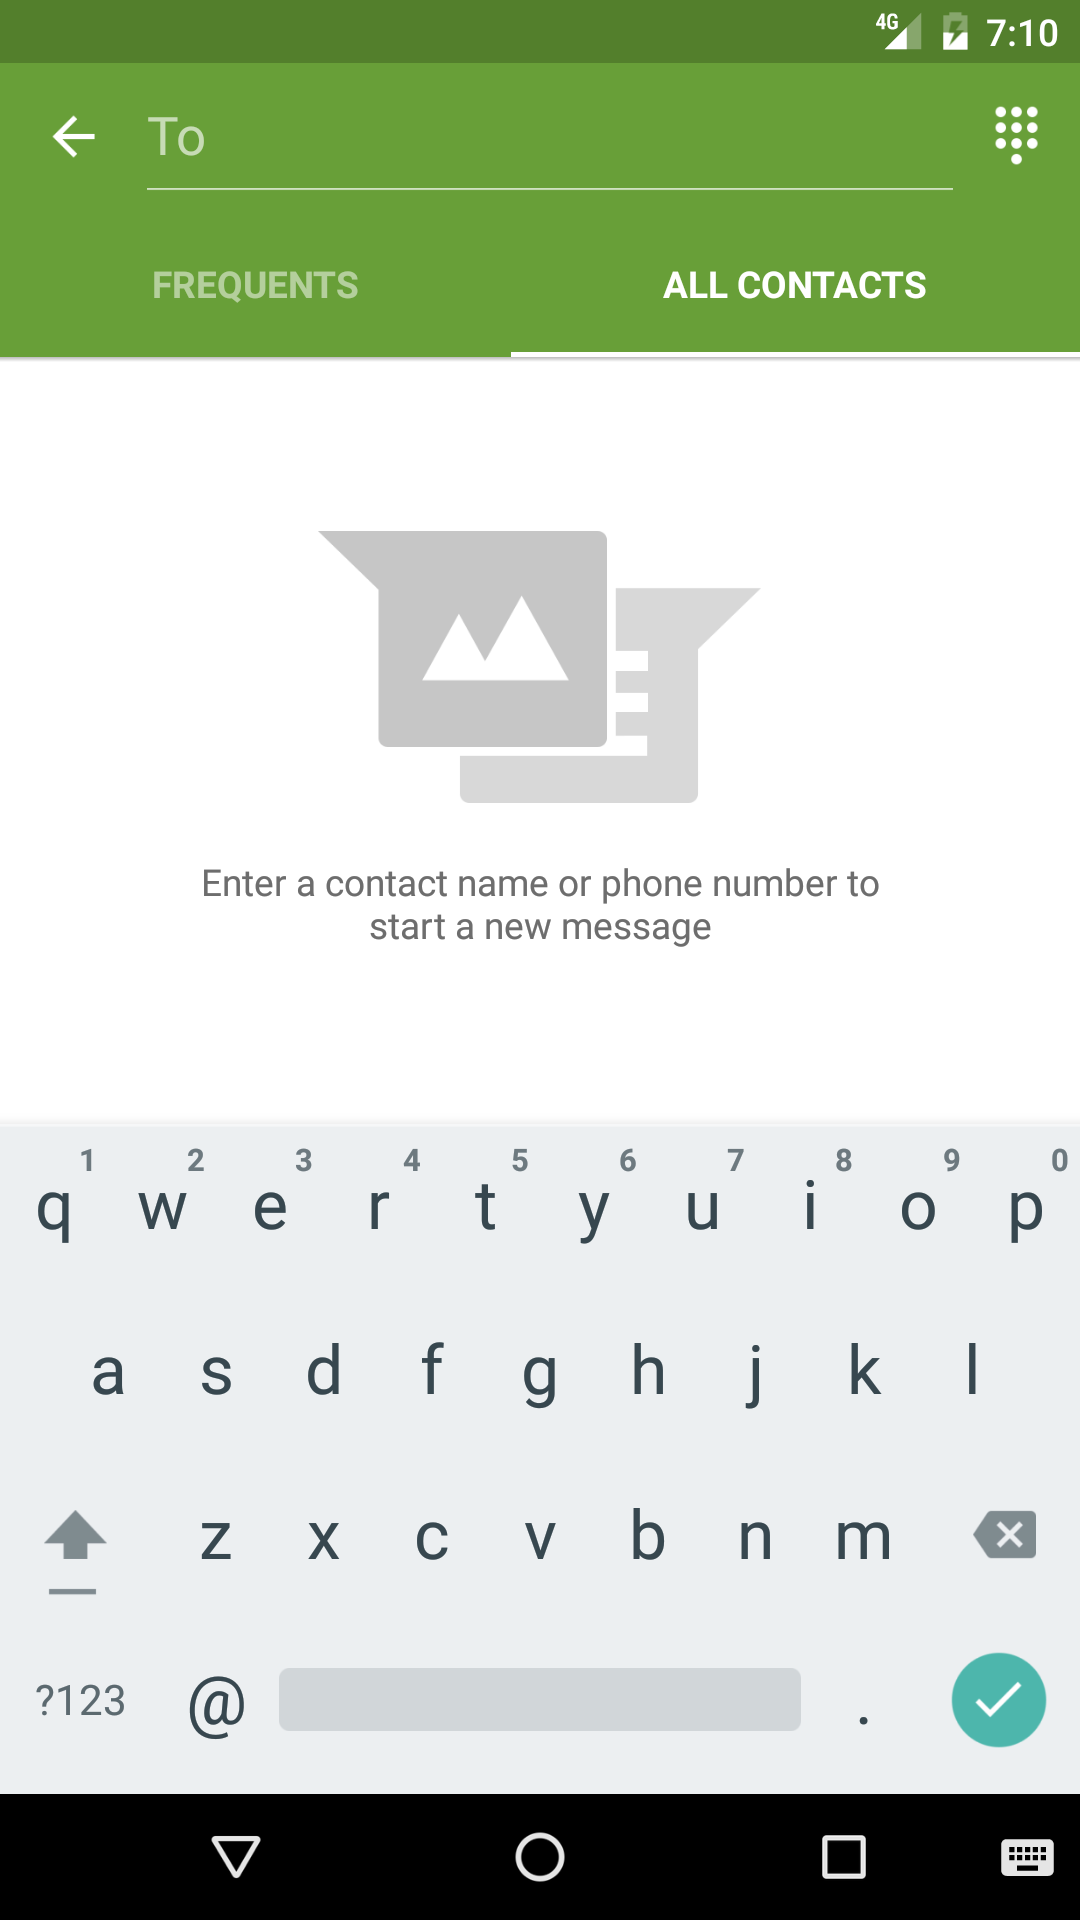 4G 7:10
To
FREQUENTS ALL CONTACTS
Enter a contact name or phone number to
start a new message
1 2 3 4 5 6 7 8 9 0
q w e r t y u i o p
a s d f g h j k l
z x c v b n m
?123 @ .